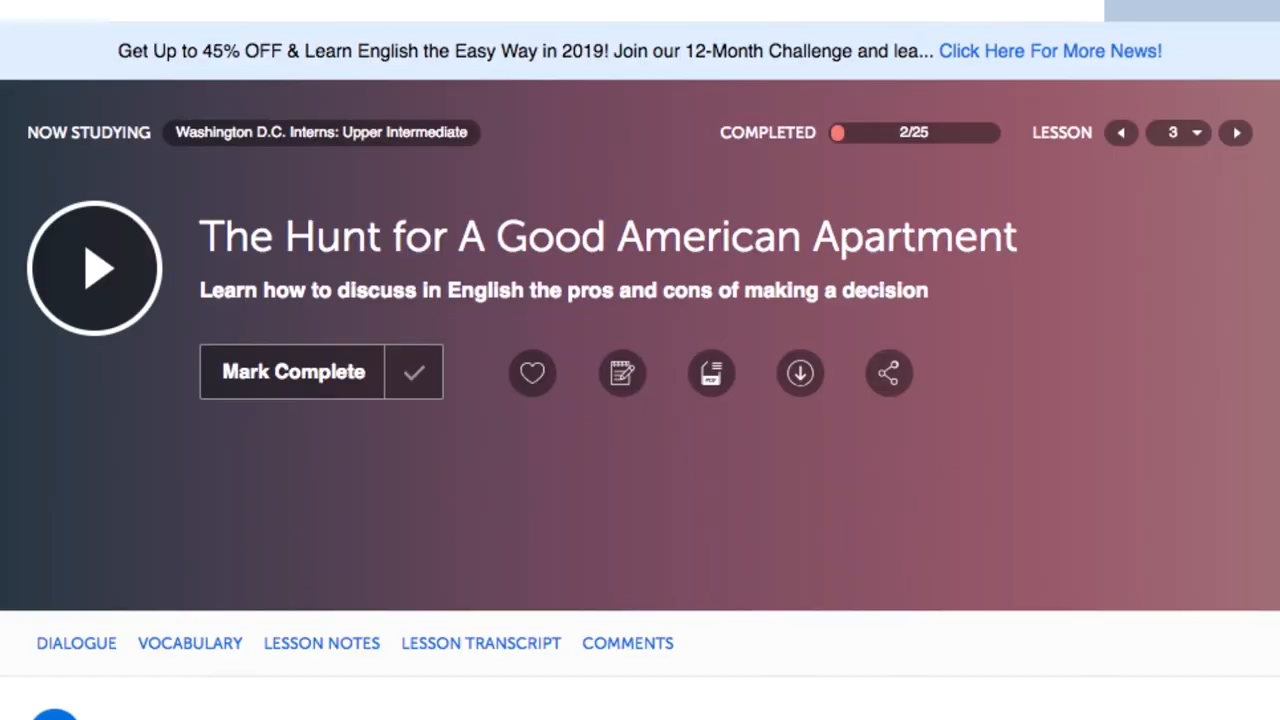 Get Up to 45% OFF & Learn English the Easy Way in 2019! Join our 12-Month Challenge and lea... Click Here For More News!
NOW STUDYING Washington D.C. Interns: Upper Intermediate COMPLETED 2/25 LESSON 3
The Hunt for A Good American Apartment
Learn how to discuss in English the pros and cons of making a decision
Mark Complete
PDF
DIALOGUE VOCABULARY LESSON NOTES LESSON TRANSCRIPT COMMENTS